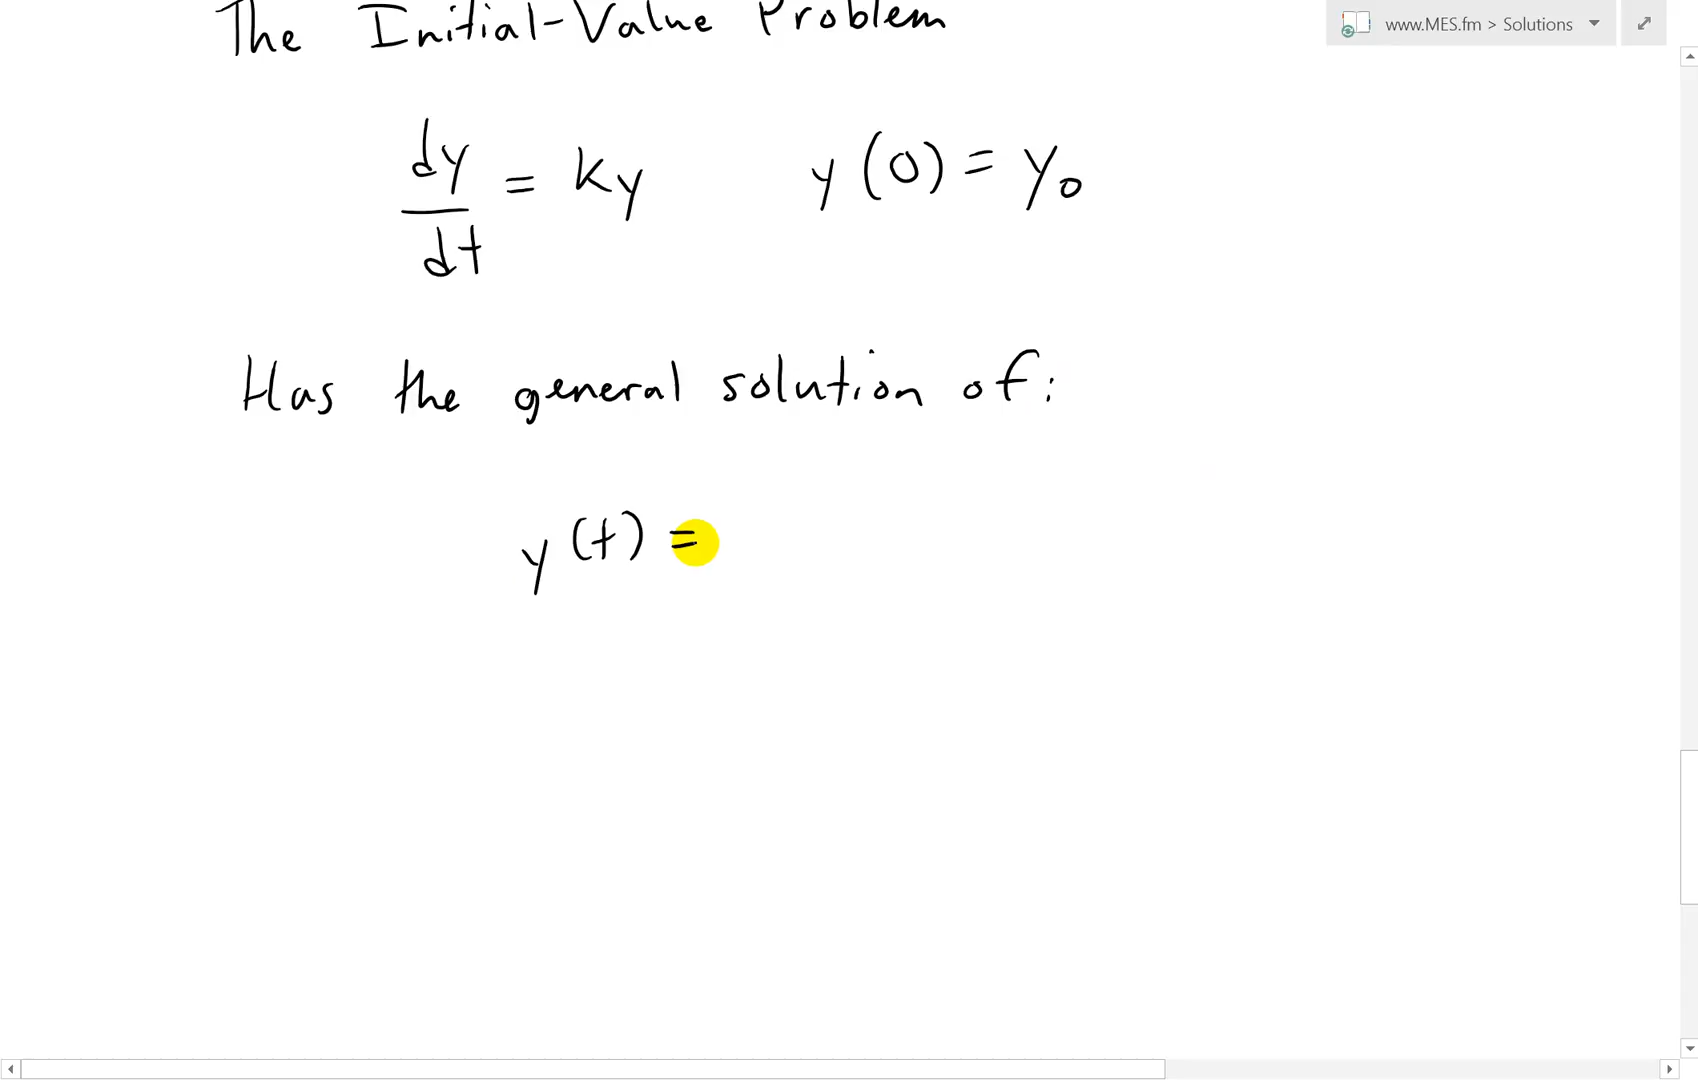 www.MES.fm > Solutions
The Initial-Value Problem
dy/dt = ky y(0) = y₀
Has the general solution of:
y(t) =